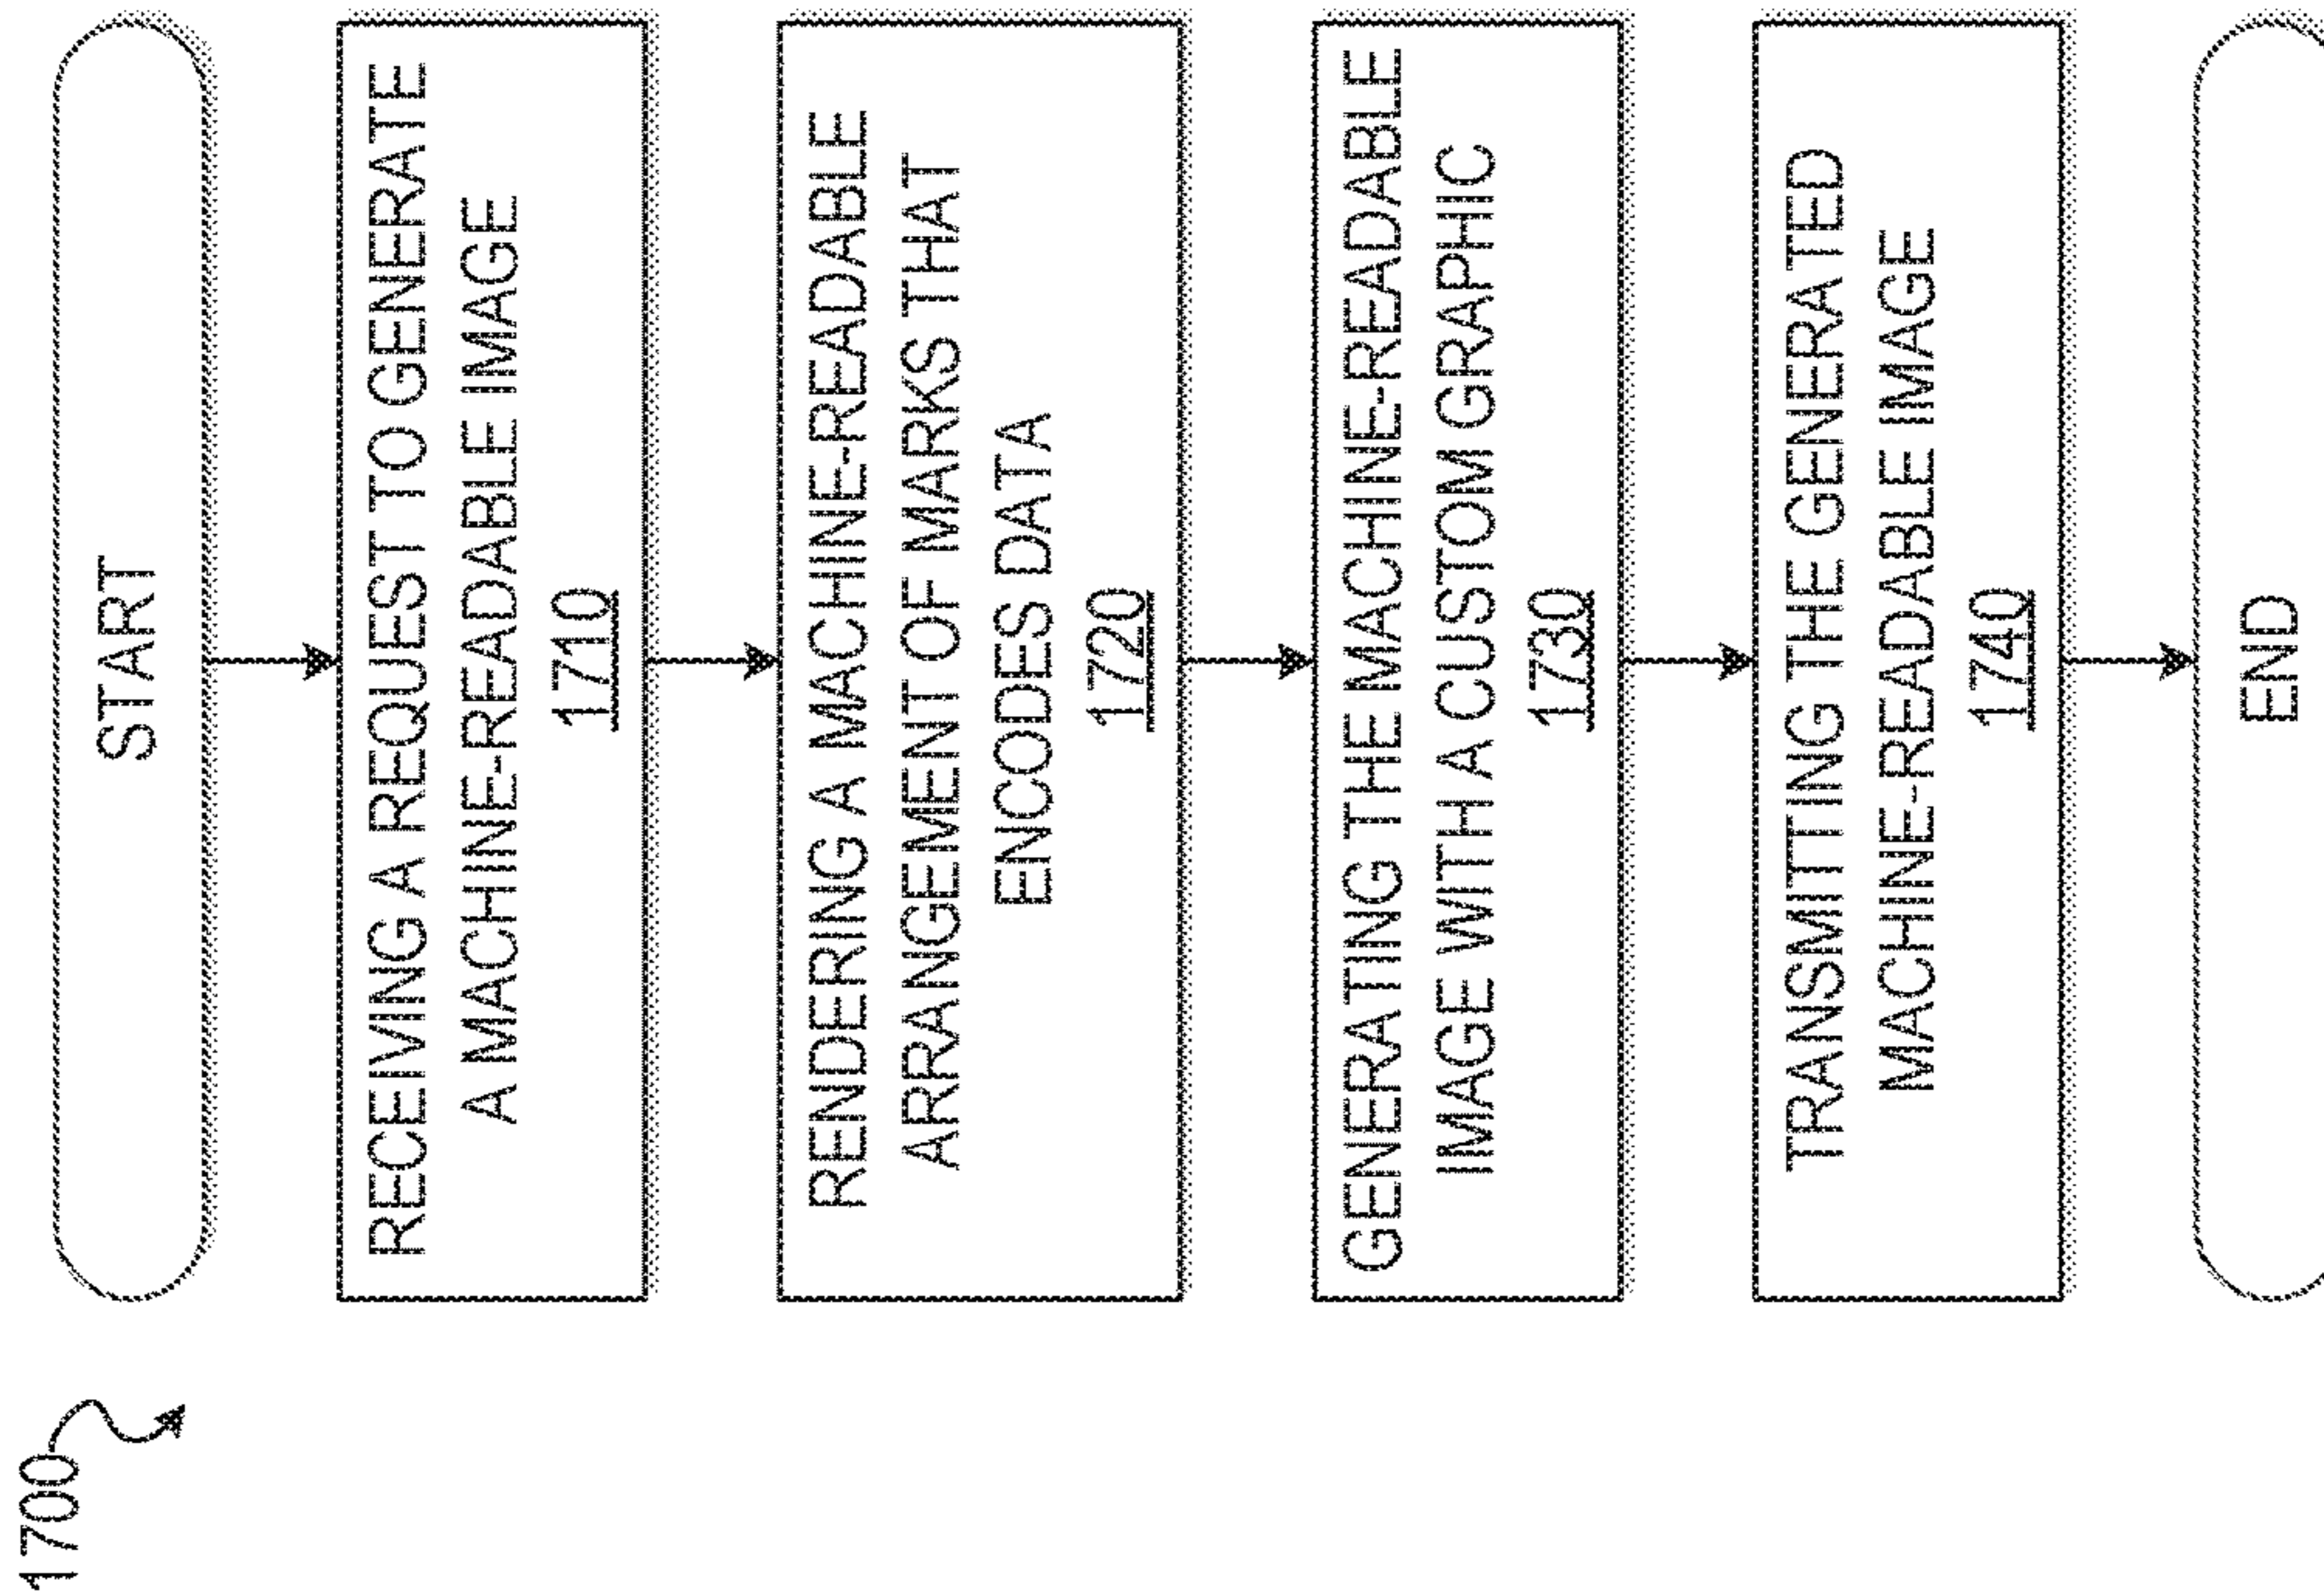 1700
START
RECEIVING A REQUEST TO GENERATE
A MACHINE-READABLE IMAGE
1710
RENDERING A MACHINE-READABLE
ARRANGEMENT OF MARKS THAT
ENCODES DATA
1720
GENERATING THE MACHINE-READABLE
IMAGE WITH A CUSTOM GRAPHIC
1730
TRANSMITTING THE GENERATED
MACHINE-READABLE IMAGE
1740
END